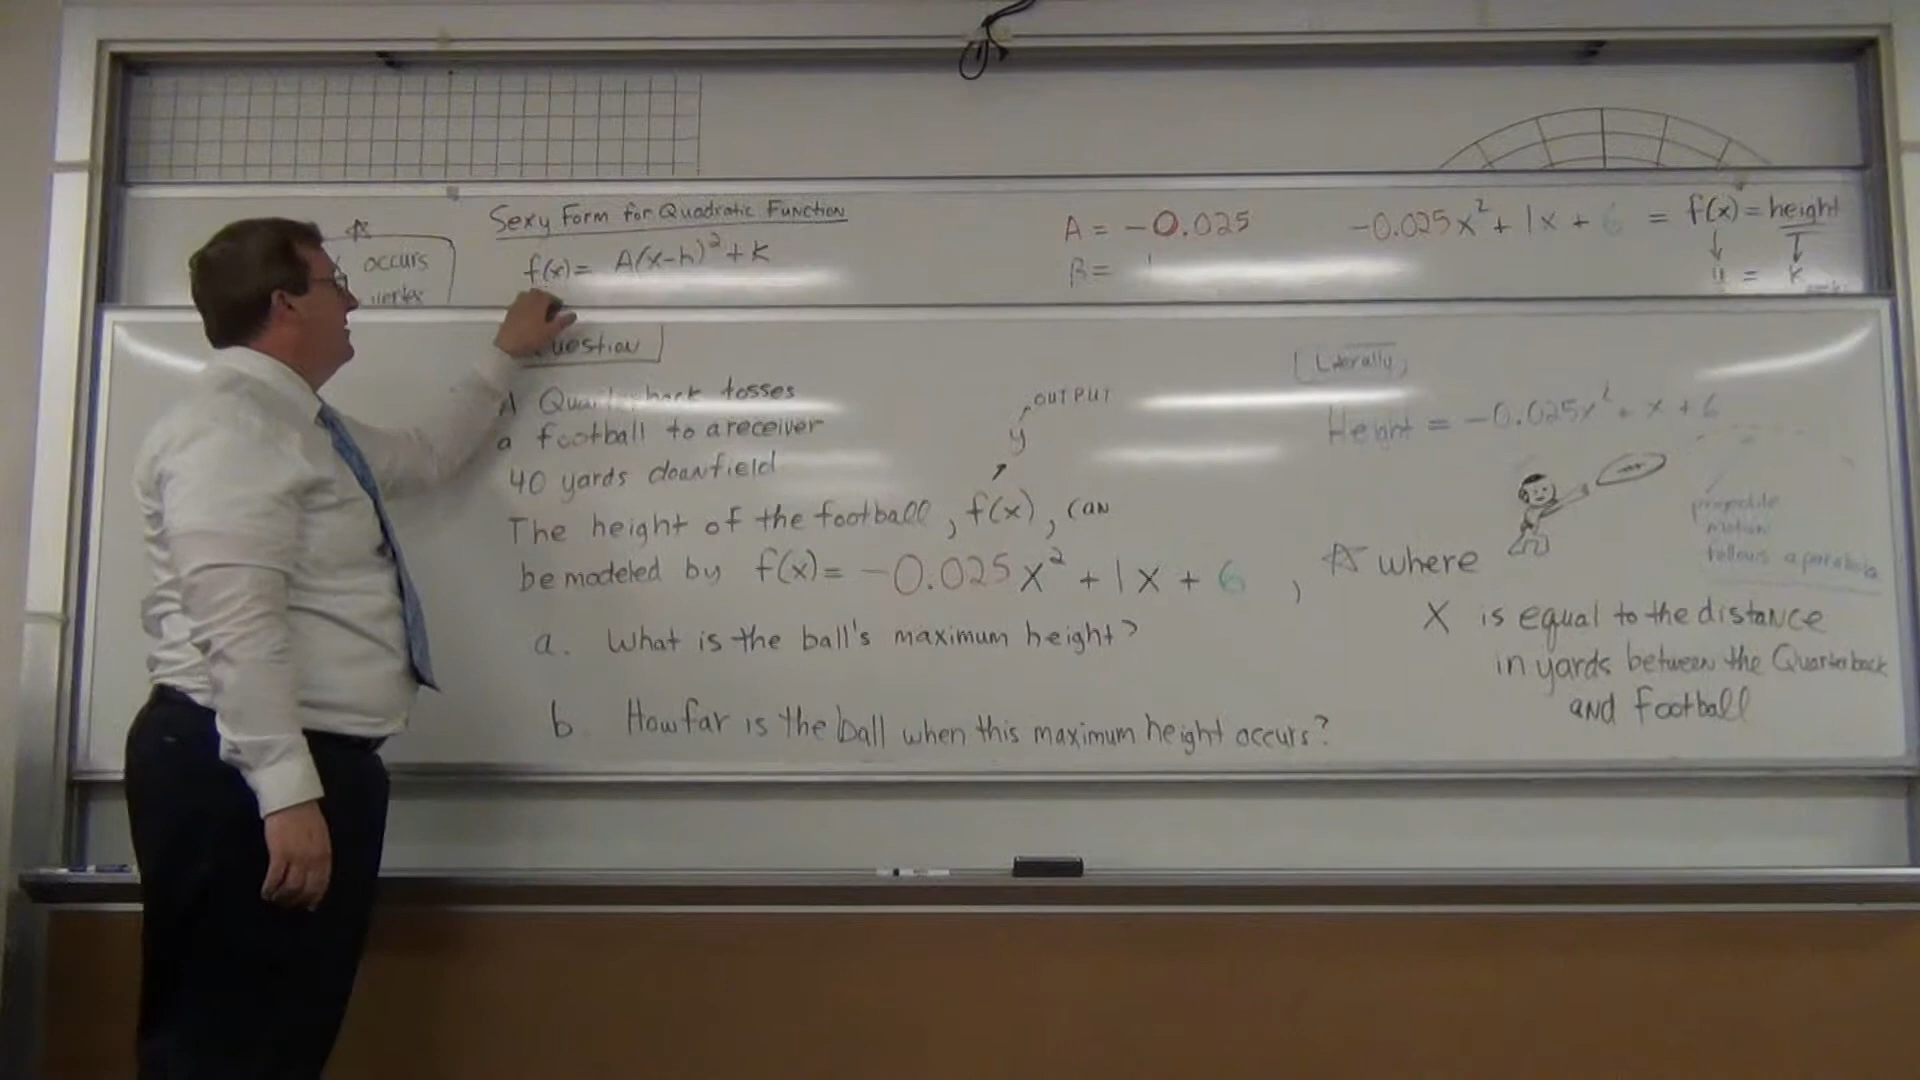 occurs
Sexy Form for Quadratic Function
f(x) = A(x-h)² + k
A = -0.025
B = 1
-0.025x² + 1x + 6 = f(x) = height
= k
uestion
A Quarterback tosses
a football to a receiver
40 yards downfield
The height of the football, f(x), can
be modeled by f(x) = -0.025x² + 1x + 6,
y
OUTPUT
a. What is the ball's maximum height?
b. How far is the ball when this maximum height occurs?
Literally
Height = -0.025x² + x + 6
projectile
motion
follows a parabola
☆ where
X is equal to the distance
in yards between the Quarterback
and football